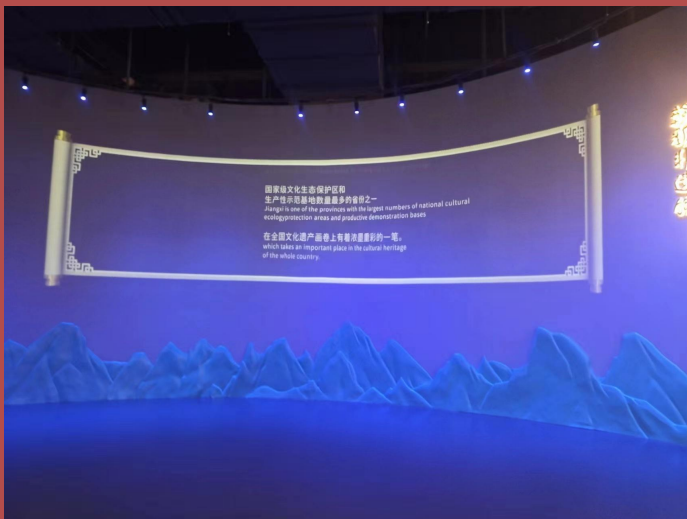 国家级文化生态保护区和
生产性示范基地数量最多的省份之一
Jiangxi is one of the provinces with the largest numbers of national cultural
ecologyprotection areas and productive demonstration bases
在全国文化遗产画卷上有着浓墨重彩的一笔。
which takes an important place in the cultural heritage
of the whole country.